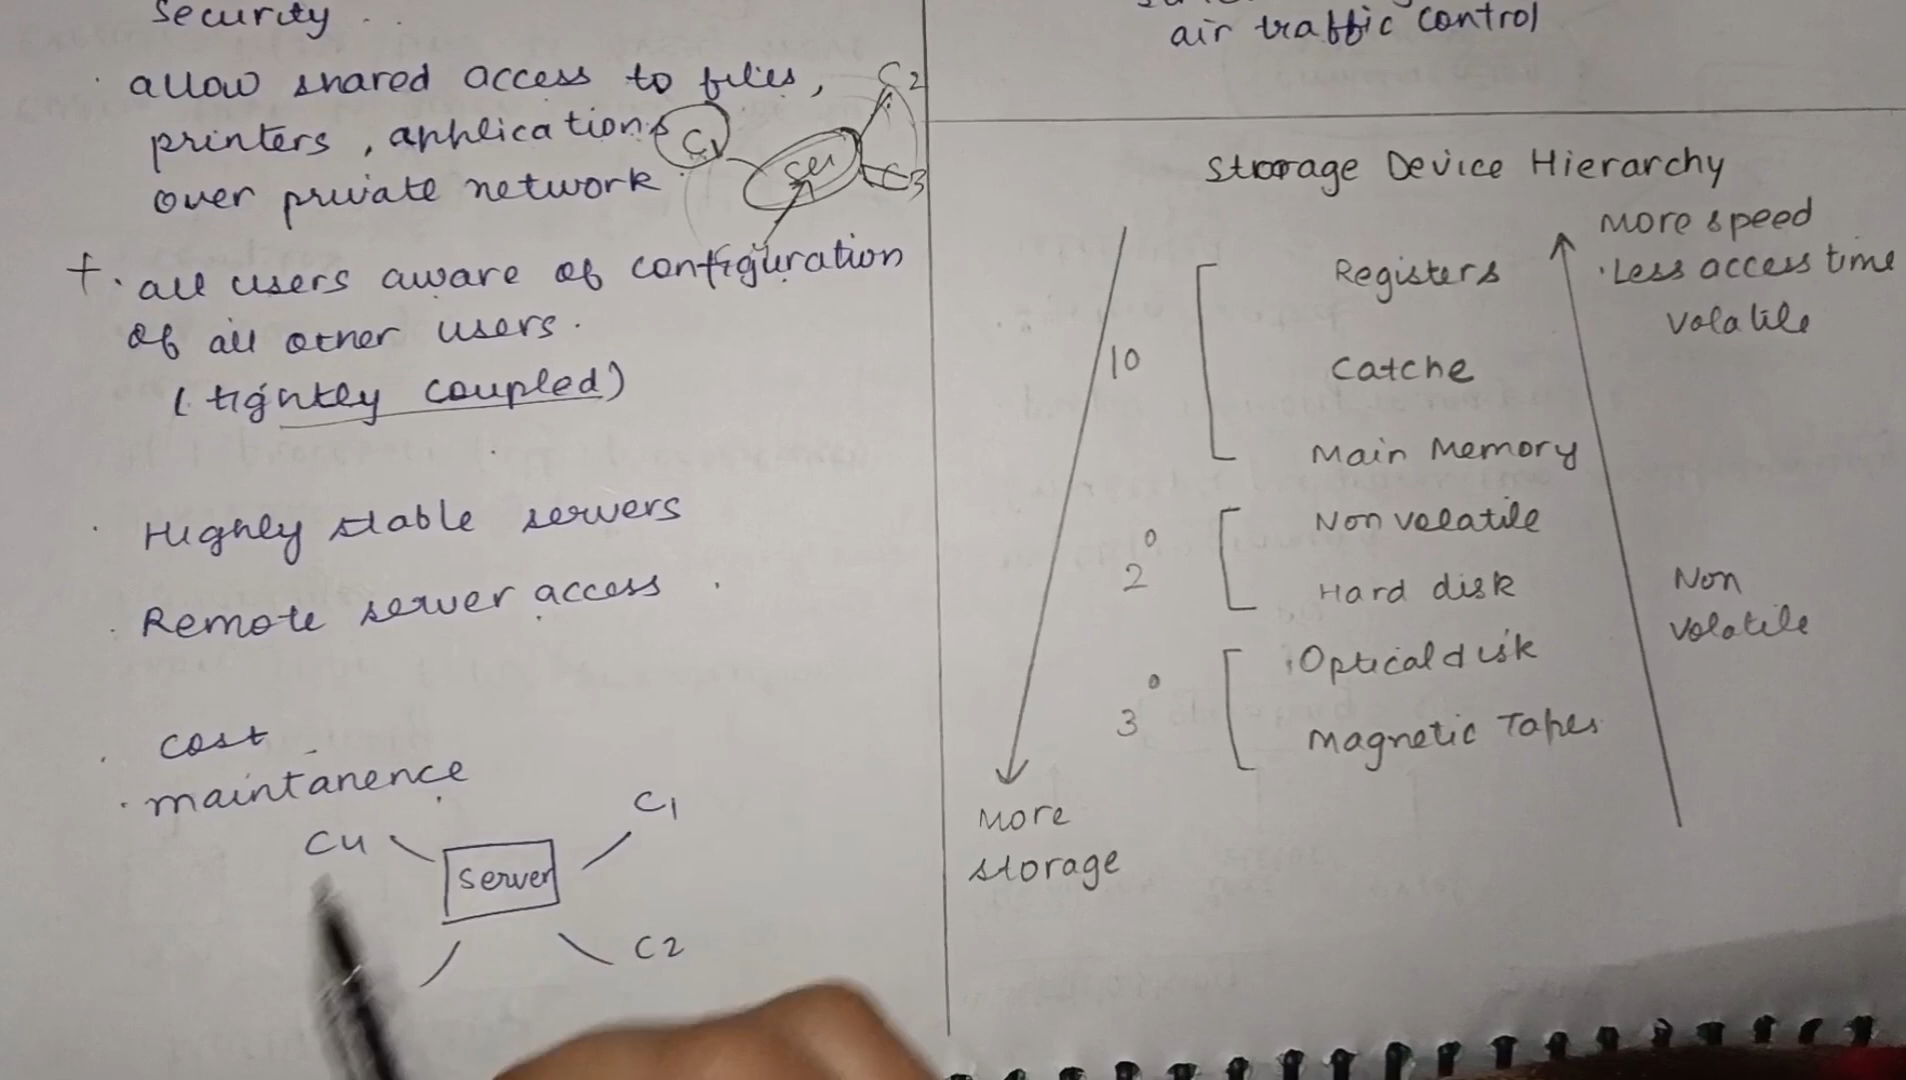 security
allow shared access to files,
printers, applications
over private network
C1
Ser
C2
C3
+. all users aware of configuration
of all other users.
(tightly coupled)
. Highly stable servers
. Remote server access .
. cost
. maintanence
C4
C1
server
C2
air traffic control
Storage Device Hierarchy
More speed
. Less access time
volatile
Registers
1°
Catche
Main Memory
2°
Non volatile
Hard disk
Non
volatile
3°
Optical disk
Magnetic Tapes
More
storage